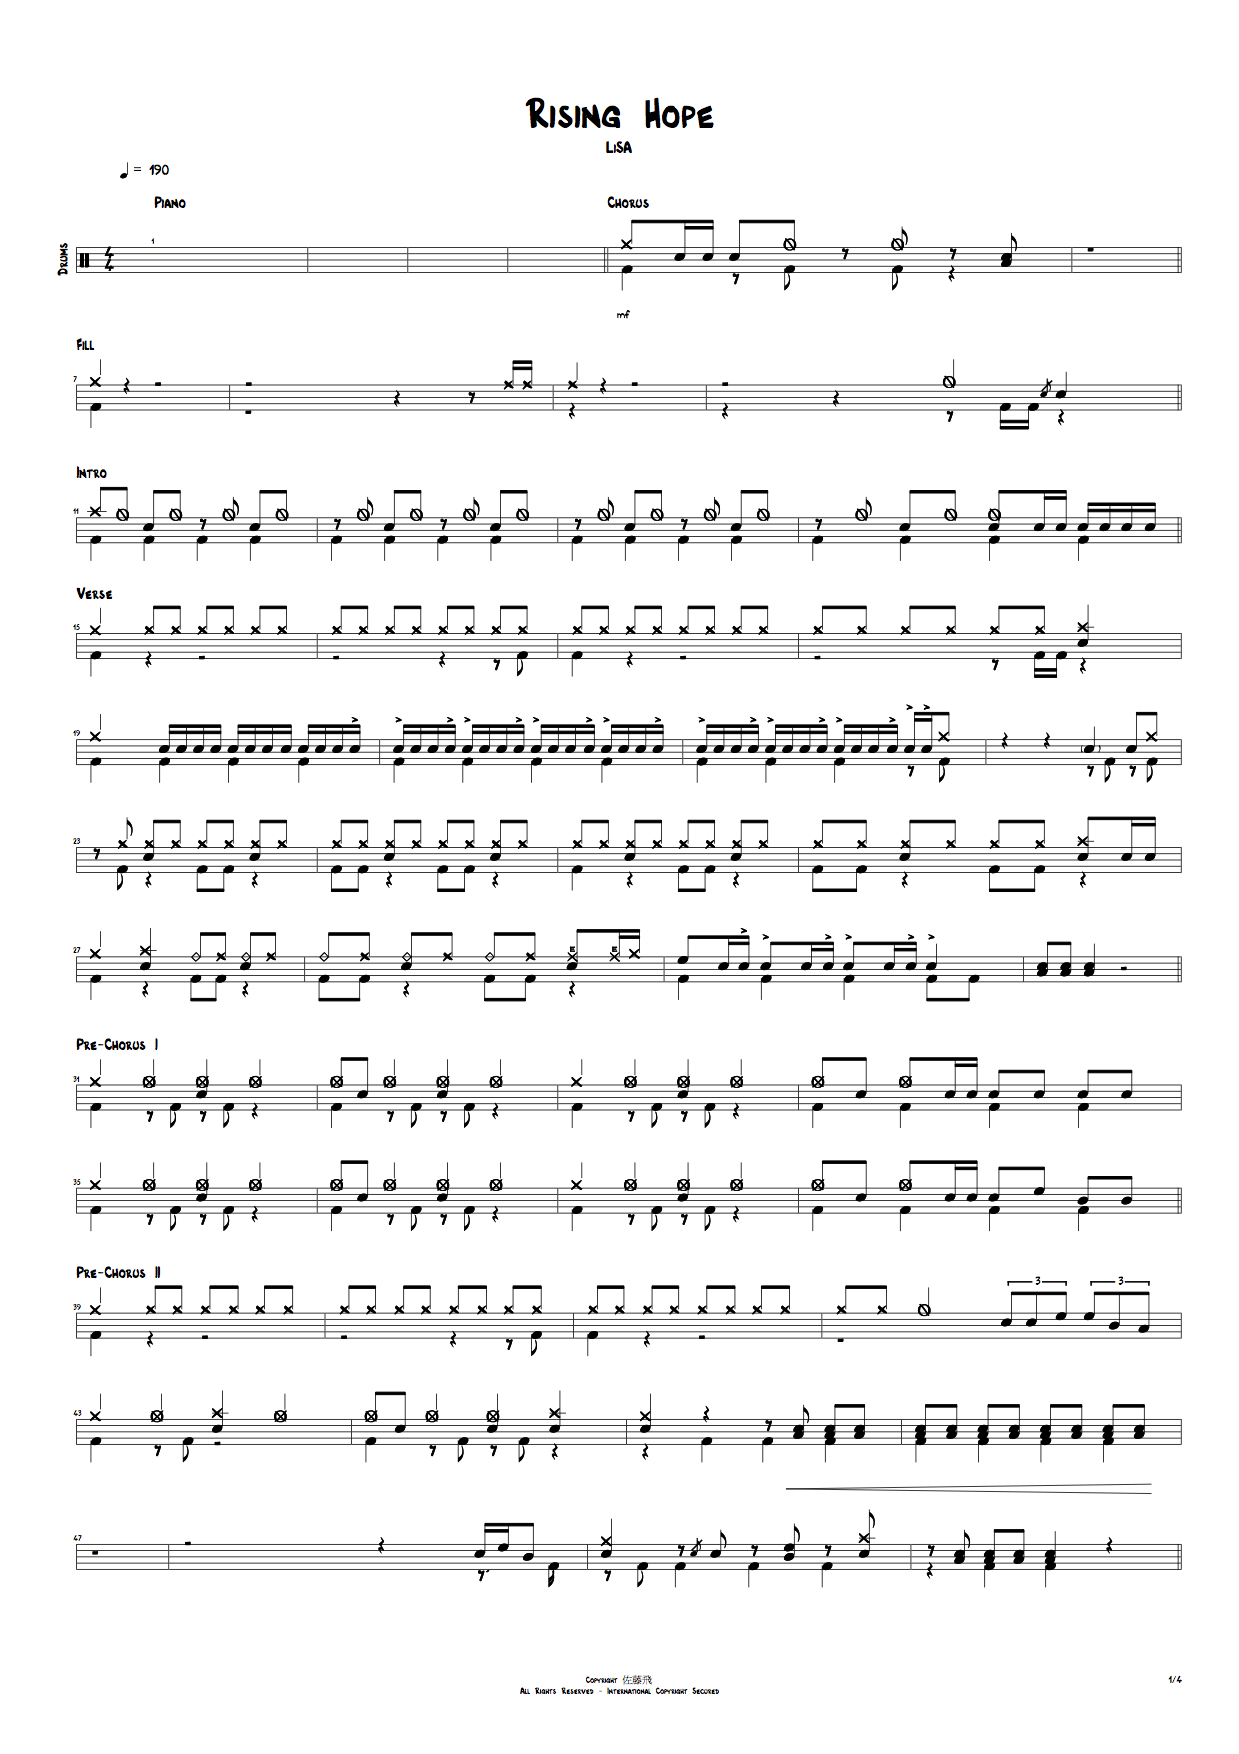 Rising Hope
LiSA
= 190
Piano
Chorus
Drums
1
4
4
mf
Fill
7
Intro
11
Verse
15
19
23
27
E E
Pre-Chorus I
31
35
Pre-Chorus II
39
3 3
43
47
Copyright 佐藤飛
All Rights Reserved - International Copyright Secured
1/4